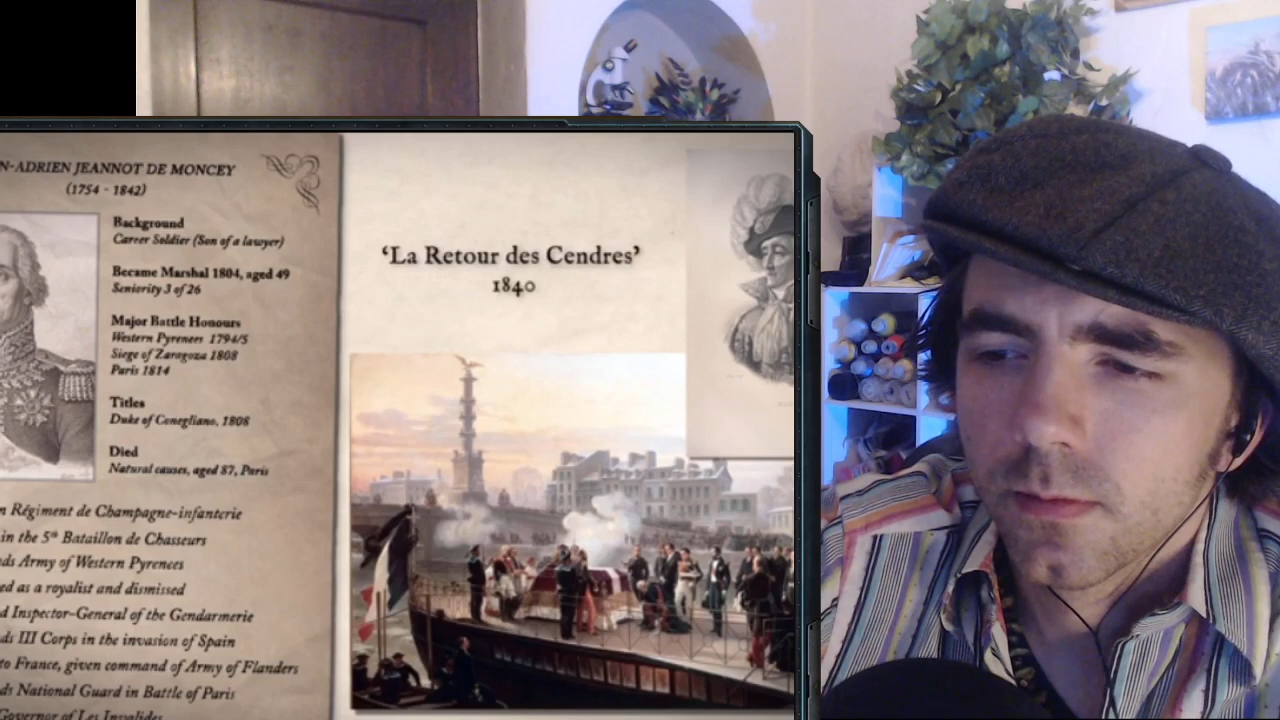 N-ADRIEN JEANNOT DE MONCEY
(1754 - 1842)
Background
Career Soldier (Son of a lawyer)
Became Marshal 1804, aged 49
Seniority 3 of 26
Major Battle Honours
Western Pyrenees 1794/5
Siege of Zaragoza 1808
Paris 1814
Titles
Duke of Conegliano, 1808
Died
Natural causes, aged 87, Paris
n Régiment de Champagne-infanterie
in the 5th Bataillon de Chasseurs
ds Army of Western Pyrenees
ed as a royalist and dismissed
d Inspector-General of the Gendarmerie
ds III Corps in the invasion of Spain
to France, given command of Army of Flanders
ds National Guard in Battle of Paris
Governor of Les Invalides
‘La Retour des Cendres’
1840